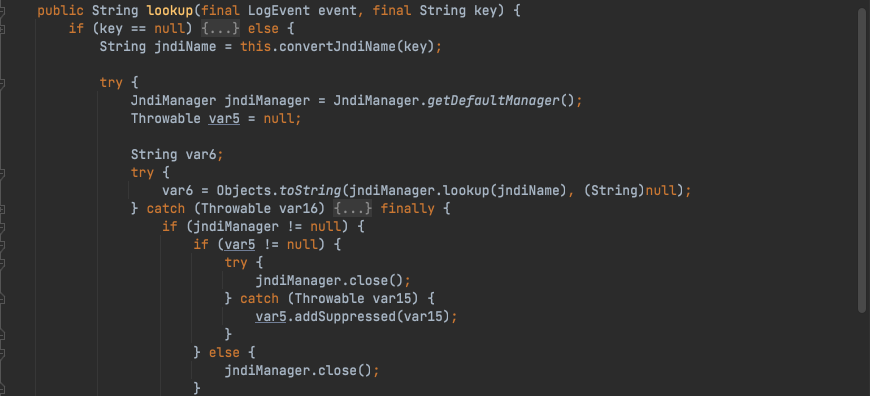 public String lookup(final LogEvent event, final String key) {
    if (key == null) {...} else {
        String jndiName = this.convertJndiName(key);

        try {
            JndiManager jndiManager = JndiManager.getDefaultManager();
            Throwable var5 = null;

            String var6;
            try {
                var6 = Objects.toString(jndiManager.lookup(jndiName), (String)null);
            } catch (Throwable var16) {...} finally {
                if (jndiManager != null) {
                    if (var5 != null) {
                        try {
                            jndiManager.close();
                        } catch (Throwable var15) {
                            var5.addSuppressed(var15);
                        }
                    } else {
                        jndiManager.close();
                    }